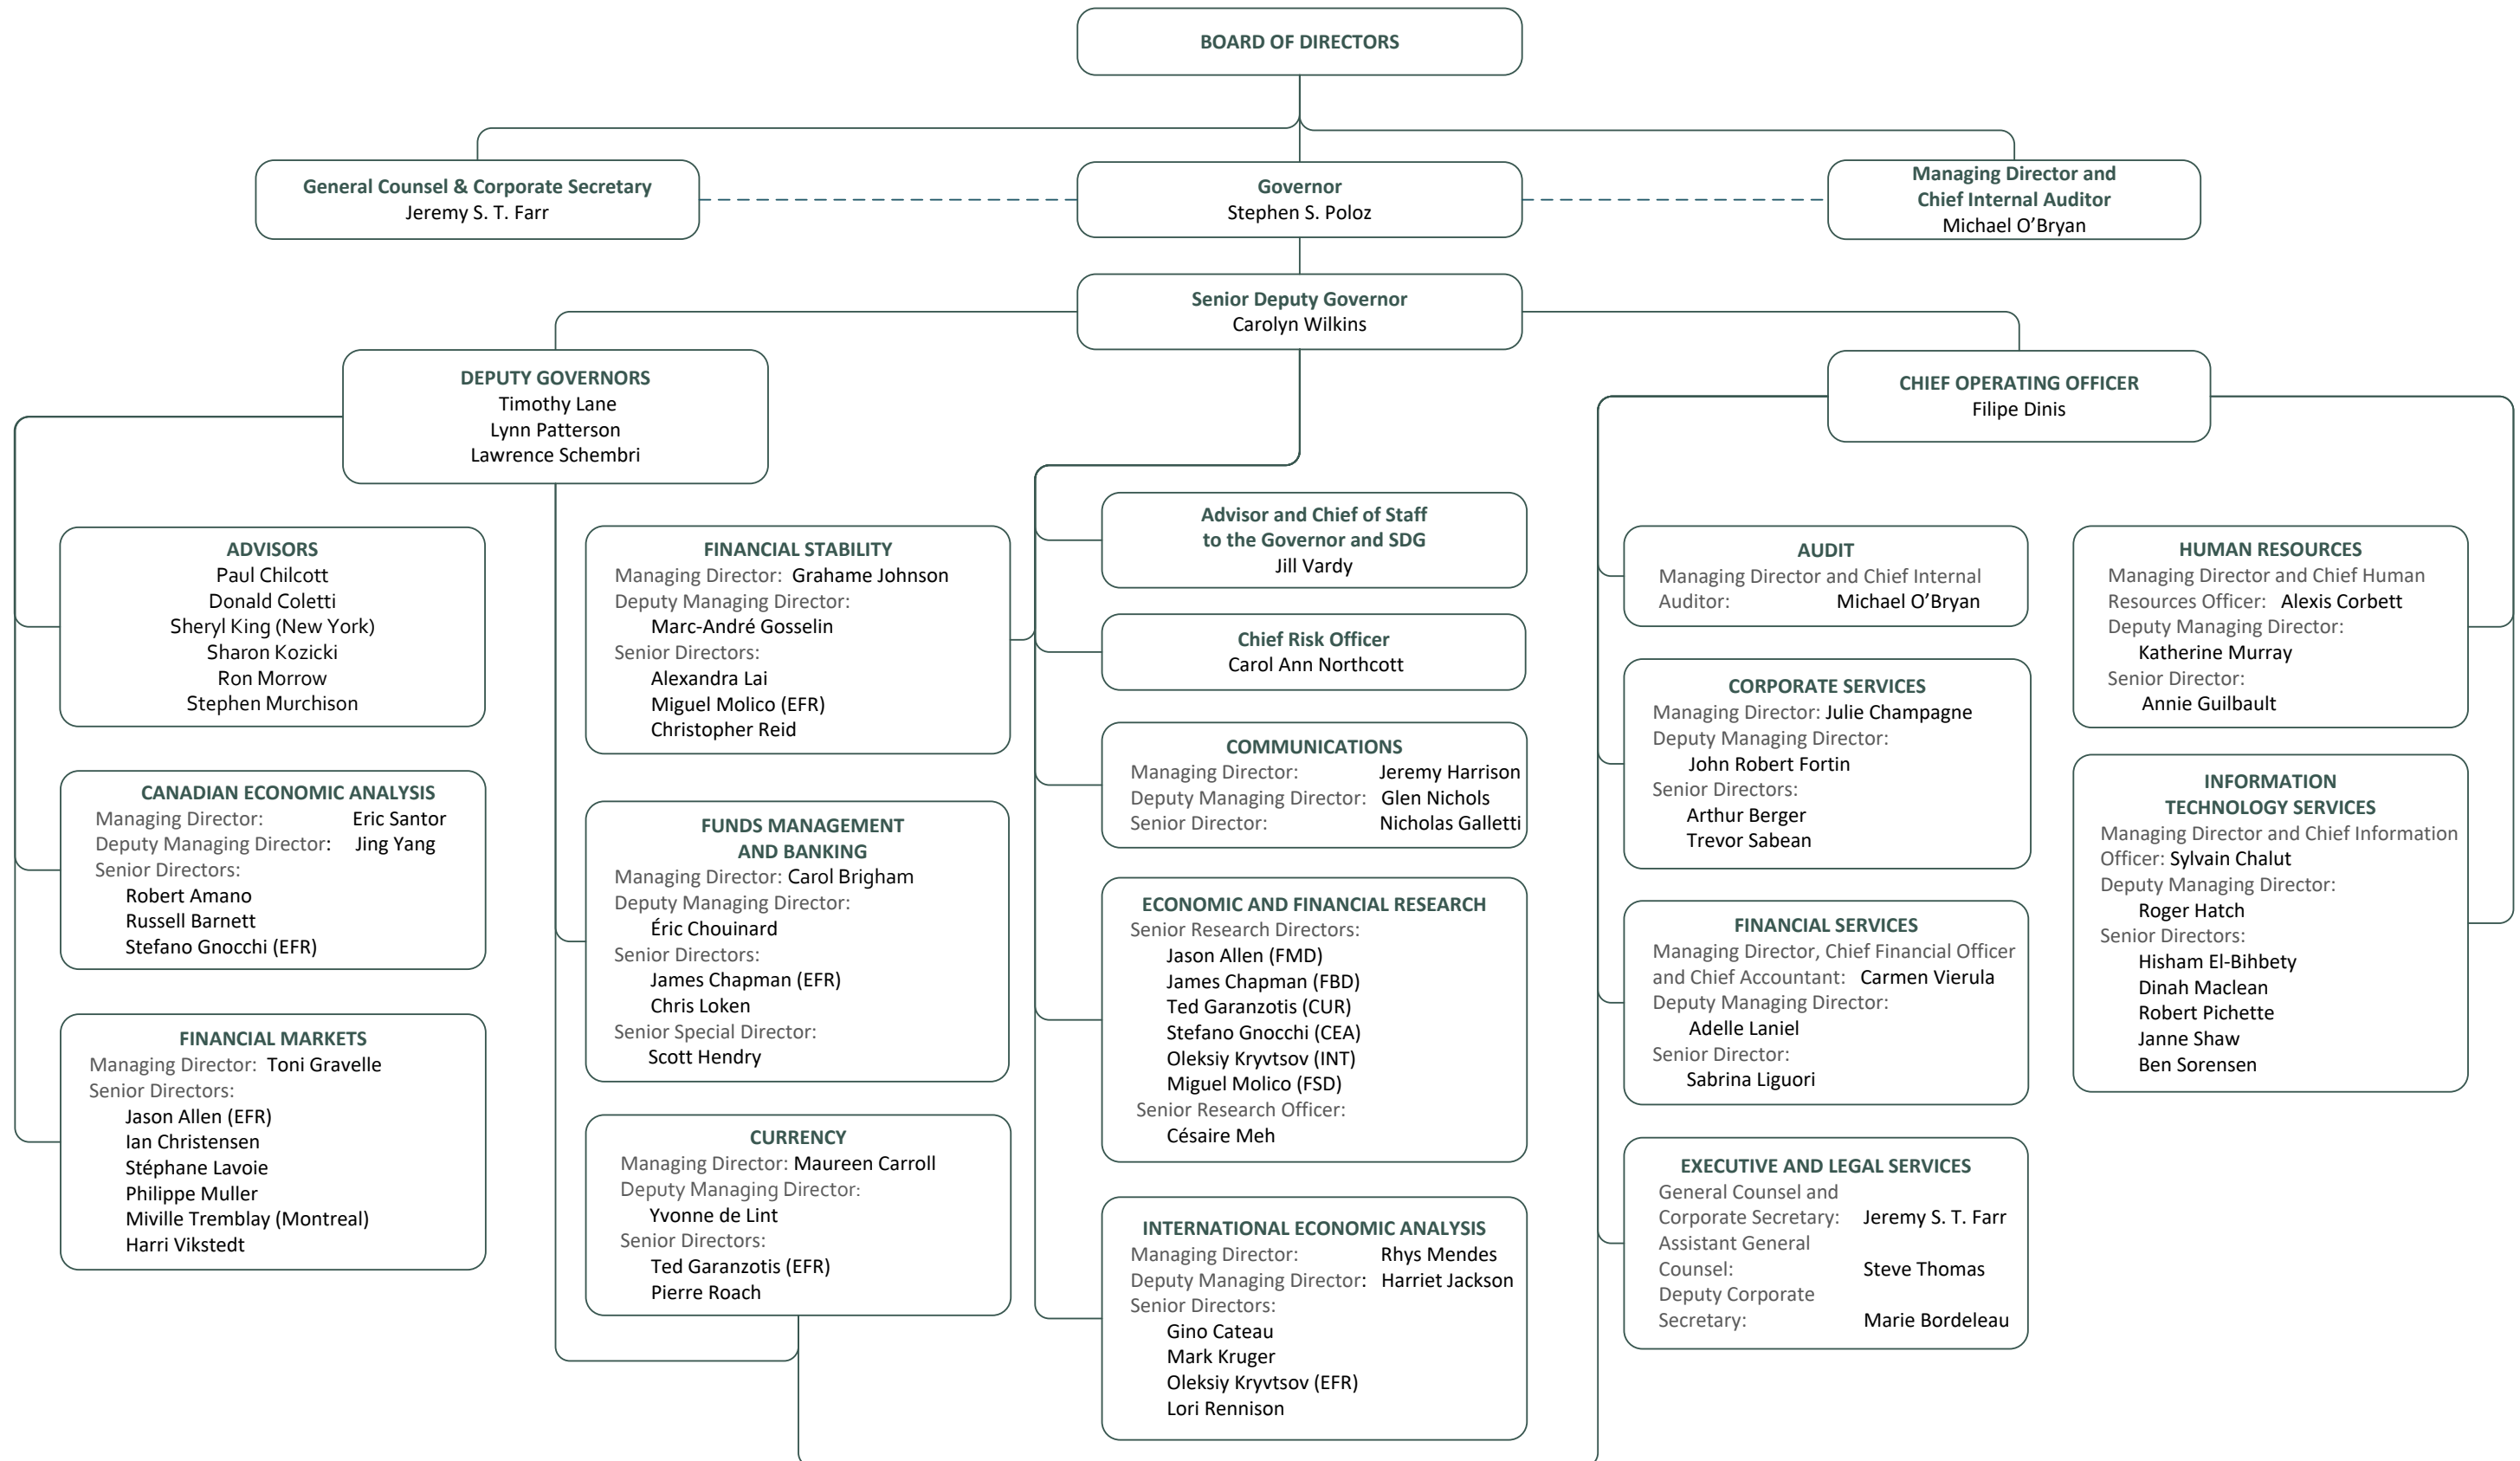 BOARD OF DIRECTORS
General Counsel & Corporate Secretary
Jeremy S. T. Farr
Governor
Stephen S. Poloz
Managing Director and
Chief Internal Auditor
Michael O’Bryan
Senior Deputy Governor
Carolyn Wilkins
DEPUTY GOVERNORS
Timothy Lane
Lynn Patterson
Lawrence Schembri
CHIEF OPERATING OFFICER
Filipe Dinis
ADVISORS
Paul Chilcott
Donald Coletti
Sheryl King (New York)
Sharon Kozicki
Ron Morrow
Stephen Murchison
CANADIAN ECONOMIC ANALYSIS
Managing Director: Eric Santor
Deputy Managing Director: Jing Yang
Senior Directors:
Robert Amano
Russell Barnett
Stefano Gnocchi (EFR)
FINANCIAL MARKETS
Managing Director: Toni Gravelle
Senior Directors:
Jason Allen (EFR)
Ian Christensen
Stéphane Lavoie
Philippe Muller
Miville Tremblay (Montreal)
Harri Vikstedt
FINANCIAL STABILITY
Managing Director: Grahame Johnson
Deputy Managing Director:
Marc-André Gosselin
Senior Directors:
Alexandra Lai
Miguel Molico (EFR)
Christopher Reid
FUNDS MANAGEMENT
AND BANKING
Managing Director: Carol Brigham
Deputy Managing Director:
Éric Chouinard
Senior Directors:
James Chapman (EFR)
Chris Loken
Senior Special Director:
Scott Hendry
CURRENCY
Managing Director: Maureen Carroll
Deputy Managing Director:
Yvonne de Lint
Senior Directors:
Ted Garanzotis (EFR)
Pierre Roach
Advisor and Chief of Staff
to the Governor and SDG
Jill Vardy
Chief Risk Officer
Carol Ann Northcott
COMMUNICATIONS
Managing Director: Jeremy Harrison
Deputy Managing Director: Glen Nichols
Senior Director: Nicholas Galletti
ECONOMIC AND FINANCIAL RESEARCH
Senior Research Directors:
Jason Allen (FMD)
James Chapman (FBD)
Ted Garanzotis (CUR)
Stefano Gnocchi (CEA)
Oleksiy Kryvtsov (INT)
Miguel Molico (FSD)
Senior Research Officer:
Césaire Meh
INTERNATIONAL ECONOMIC ANALYSIS
Managing Director: Rhys Mendes
Deputy Managing Director: Harriet Jackson
Senior Directors:
Gino Cateau
Mark Kruger
Oleksiy Kryvtsov (EFR)
Lori Rennison
AUDIT
Managing Director and Chief Internal
Auditor: Michael O’Bryan
CORPORATE SERVICES
Managing Director: Julie Champagne
Deputy Managing Director:
John Robert Fortin
Senior Directors:
Arthur Berger
Trevor Sabean
FINANCIAL SERVICES
Managing Director, Chief Financial Officer
and Chief Accountant: Carmen Vierula
Deputy Managing Director:
Adelle Laniel
Senior Director:
Sabrina Liguori
EXECUTIVE AND LEGAL SERVICES
General Counsel and
Corporate Secretary: Jeremy S. T. Farr
Assistant General
Counsel: Steve Thomas
Deputy Corporate
Secretary: Marie Bordeleau
HUMAN RESOURCES
Managing Director and Chief Human
Resources Officer: Alexis Corbett
Deputy Managing Director:
Katherine Murray
Senior Director:
Annie Guilbault
INFORMATION
TECHNOLOGY SERVICES
Managing Director and Chief Information
Officer: Sylvain Chalut
Deputy Managing Director:
Roger Hatch
Senior Directors:
Hisham El-Bihbety
Dinah Maclean
Robert Pichette
Janne Shaw
Ben Sorensen